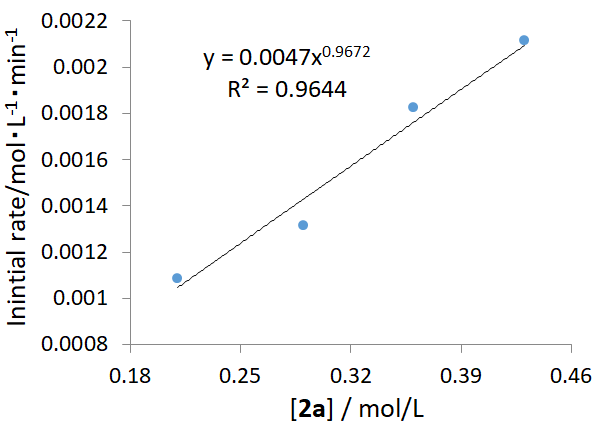 Inintial rate/mol·L⁻¹·min⁻¹
0.0022
0.002
0.0018
0.0016
0.0014
0.0012
0.001
0.0008
y = 0.0047x⁰·⁹⁶⁷²
R² = 0.9644
0.18 0.25 0.32 0.39 0.46
[2a] / mol/L